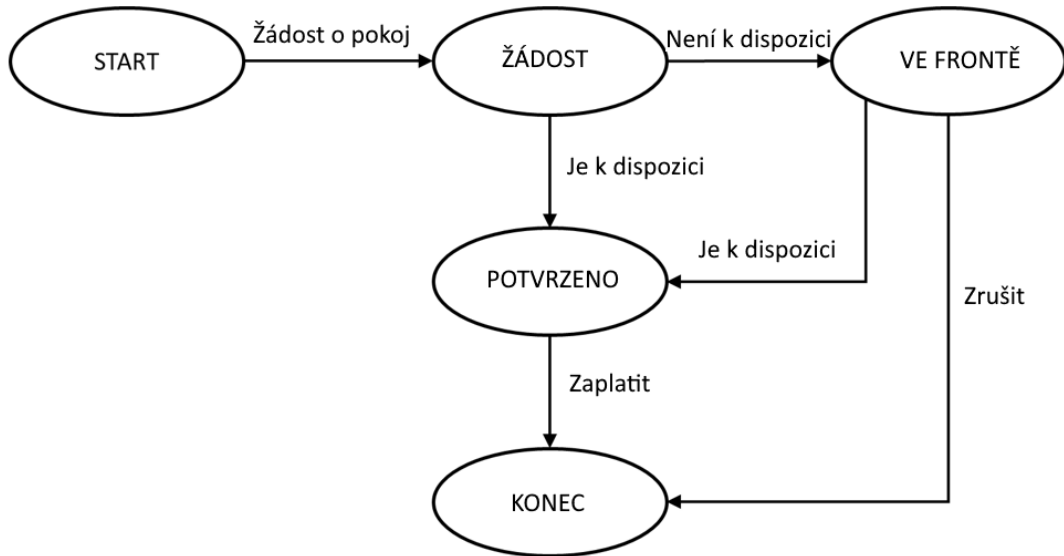 START
Žádost o pokoj
ŽÁDOST
Není k dispozici
VE FRONTĚ
Je k dispozici
POTVRZENO
Je k dispozici
Zrušit
Zaplatit
KONEC